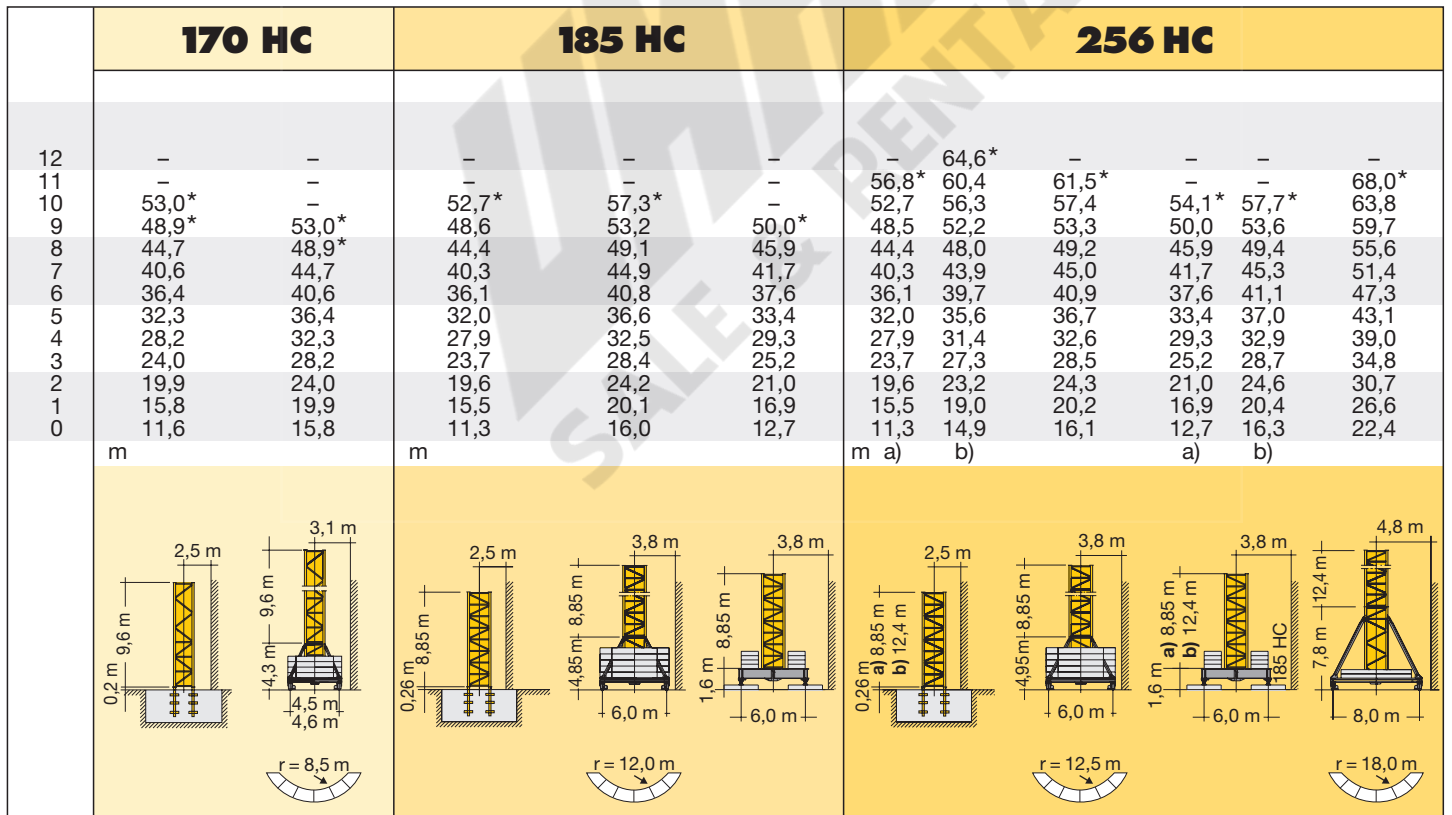 170 HC 185 HC 256 HC
12 – – – – – – 64,6* – – – –
11 – – – – – 56,8* 60,4 61,5* – – 68,0*
10 53,0* – 52,7* 57,3* – 52,7 56,3 57,4 54,1* 57,7* 63,8
9 48,9* 53,0* 48,6 53,2 50,0* 48,5 52,2 53,3 50,0 53,6 59,7
8 44,7 48,9* 44,4 49,1 45,9 44,4 48,0 49,2 45,9 49,4 55,6
7 40,6 44,7 40,3 44,9 41,7 40,3 43,9 45,0 41,7 45,3 51,4
6 36,4 40,6 36,1 40,8 37,6 36,1 39,7 40,9 37,6 41,1 47,3
5 32,3 36,4 32,0 36,6 33,4 32,0 35,6 36,7 33,4 37,0 43,1
4 28,2 32,3 27,9 32,5 29,3 27,9 31,4 32,6 29,3 32,9 39,0
3 24,0 28,2 23,7 28,4 25,2 23,7 27,3 28,5 25,2 28,7 34,8
2 19,9 24,0 19,6 24,2 21,0 19,6 23,2 24,3 21,0 24,6 30,7
1 15,8 19,9 15,5 20,1 16,9 15,5 19,0 20,2 16,9 20,4 26,6
0 11,6 15,8 11,3 16,0 12,7 11,3 14,9 16,1 12,7 16,3 22,4
m m m a) b) a) b)
SALE & RENTA
2,5 m
9,6 m
0,2 m
3,1 m
9,6 m
4,3 m
4,5 m
4,6 m
r = 8,5 m
2,5 m
8,85 m
0,26 m
3,8 m
8,85 m
4,85 m
6,0 m
r = 12,0 m
3,8 m
8,85 m
1,6 m
6,0 m
2,5 m
a) 8,85 m
b) 12,4 m
0,26 m
3,8 m
8,85 m
4,95 m
6,0 m
r = 12,5 m
3,8 m
a) 8,85 m
b) 12,4 m
1,6 m
185 HC
6,0 m
4,8 m
12,4 m
7,8 m
8,0 m
r = 18,0 m